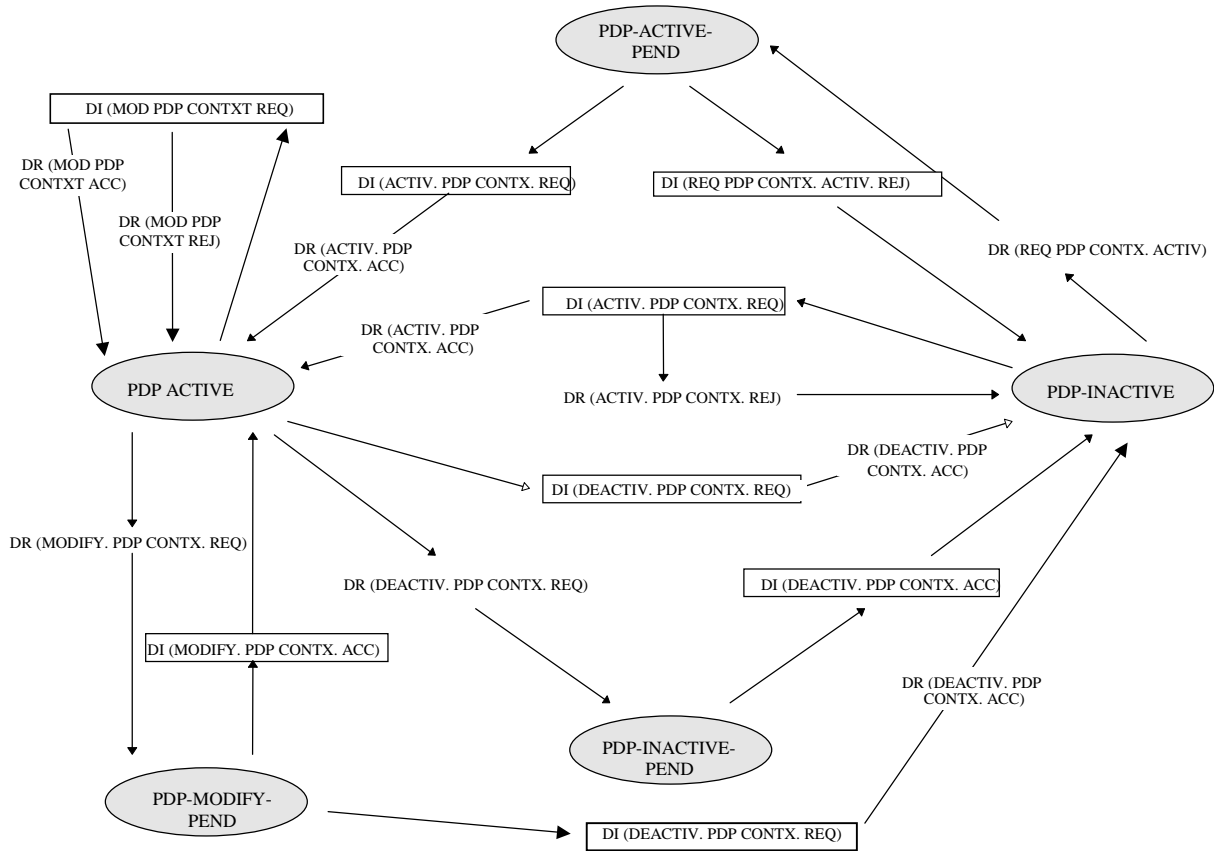 PDP-ACTIVE-
PEND
DI (MOD PDP CONTXT REQ)
DR (MOD PDP
CONTXT ACC)
DR (MOD PDP
CONTXT REJ)
DI (ACTIV. PDP CONTX. REQ)
DI (REQ PDP CONTX. ACTIV. REJ)
DR (ACTIV. PDP
CONTX. ACC)
DR (REQ PDP CONTX. ACTIV)
DI (ACTIV. PDP CONTX. REQ)
DR (ACTIV. PDP
CONTX. ACC)
PDP ACTIVE
DR (ACTIV. PDP CONTX. REJ)
PDP-INACTIVE
DR (DEACTIV. PDP
CONTX. ACC)
DI (DEACTIV. PDP CONTX. REQ)
DR (MODIFY. PDP CONTX. REQ)
DR (DEACTIV. PDP CONTX. REQ)
DI (DEACTIV. PDP CONTX. ACC)
DI (MODIFY. PDP CONTX. ACC)
DR (DEACTIV. PDP
CONTX. ACC)
PDP-INACTIVE-
PEND
PDP-MODIFY-
PEND
DI (DEACTIV. PDP CONTX. REQ)